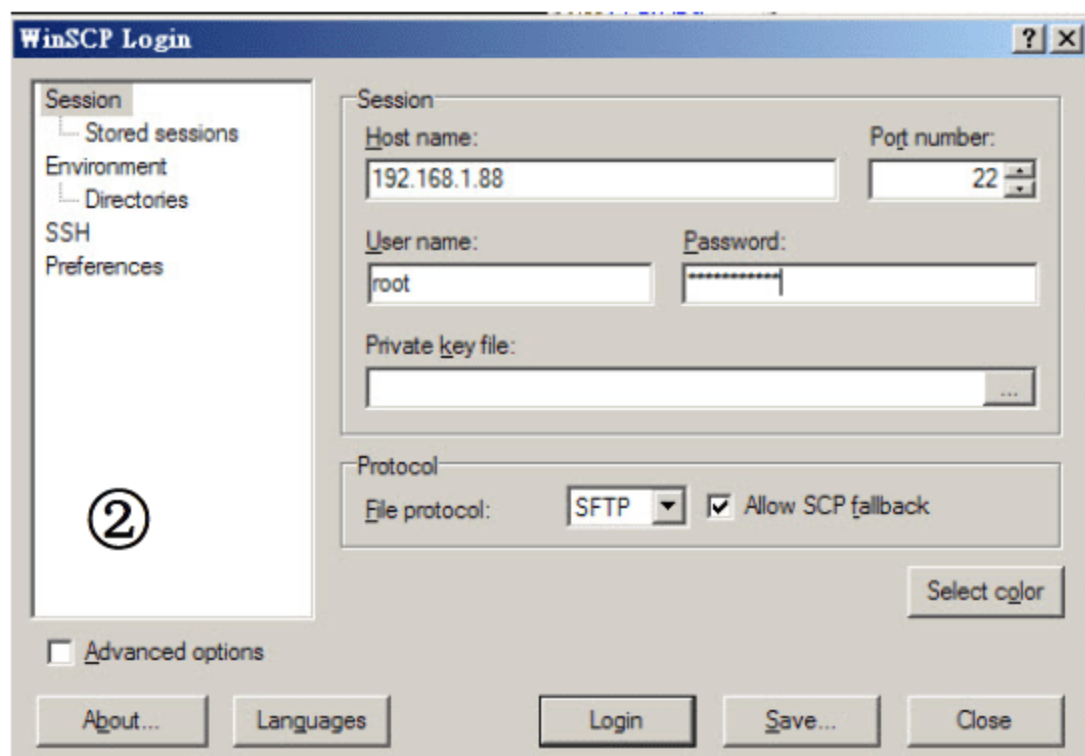 WinSCP Login
Session
Stored sessions
Environment
Directories
SSH
Preferences
②
Session
Host name:
Port number:
192.168.1.88
22
User name:
Password:
root
***********
Private key file:
...
Protocol
File protocol:
SFTP
Allow SCP fallback
Select color
Advanced options
About...
Languages
Login
Save...
Close